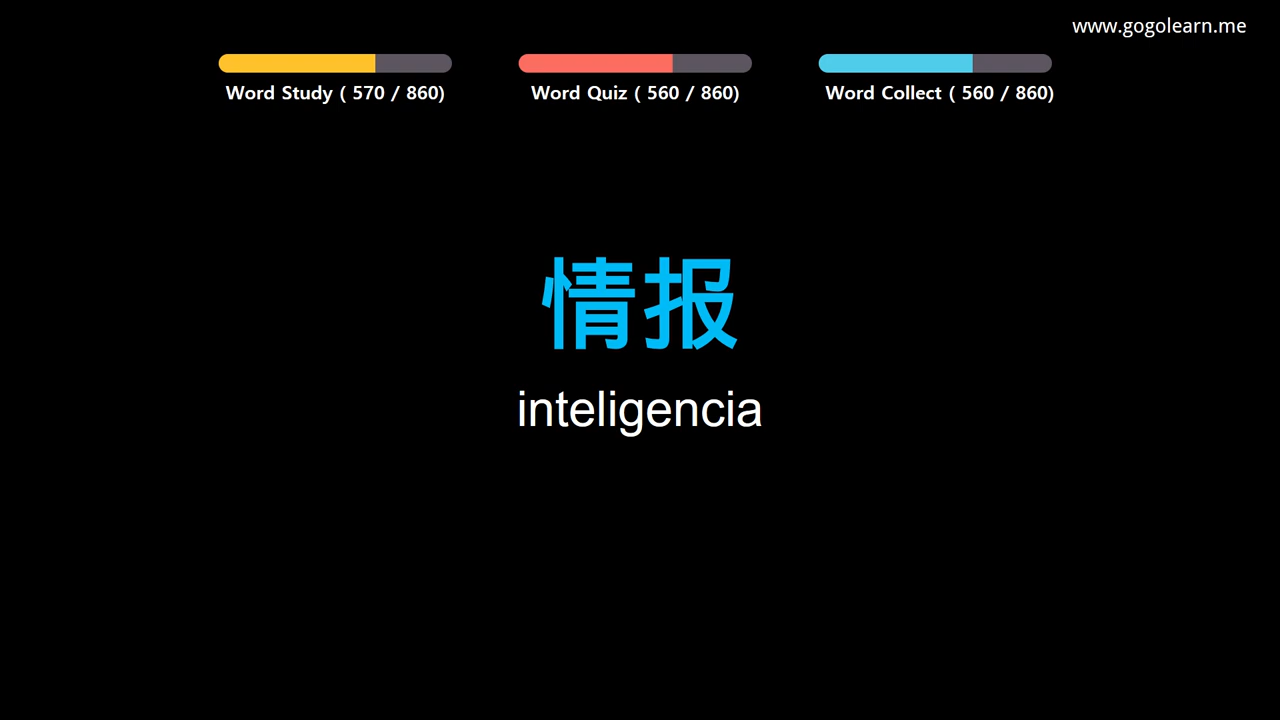 www.gogolearn.me
Word Study ( 570 / 860)
Word Quiz ( 560 / 860)
Word Collect ( 560 / 860)
情报
inteligencia